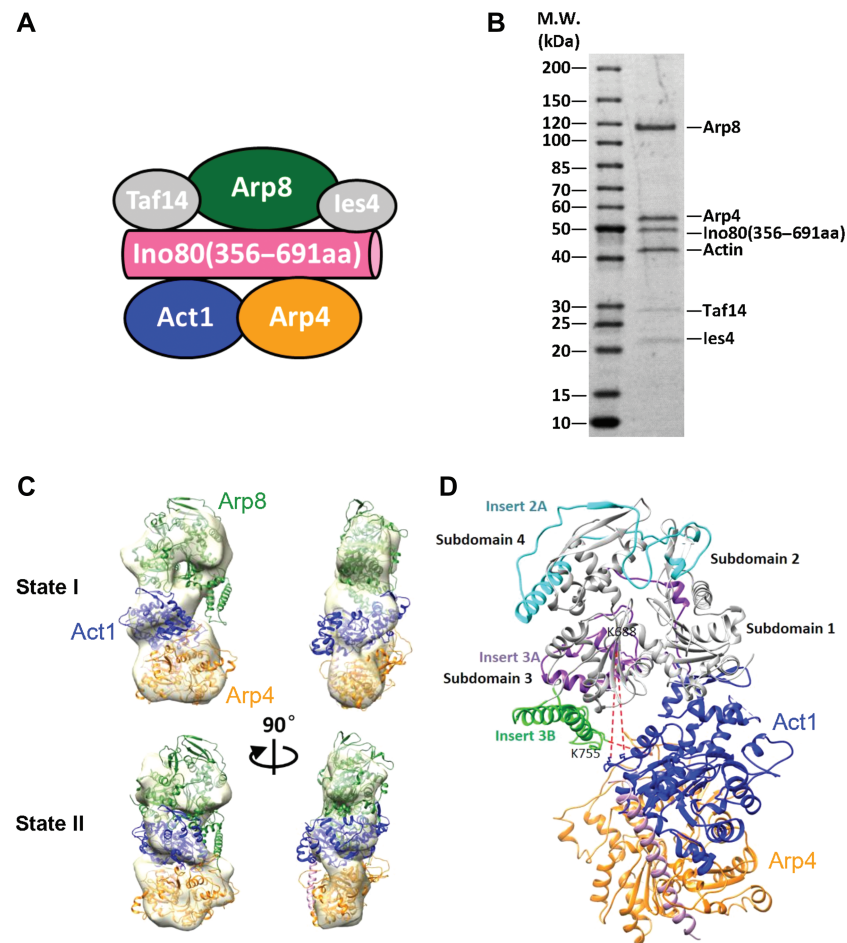 A
Taf14
Arp8
Ies4
Ino80(356–691aa)
Act1
Arp4
B
M.W.
(kDa)
200
150
120
100
85
70
60
50
40
30
25
20
15
10
Arp8
Arp4
Ino80(356–691aa)
Actin
Taf14
Ies4
C
Arp8
State I
Act1
Arp4
90°
State II
D
Insert 2A
Subdomain 4
Subdomain 2
K688
Subdomain 1
Insert 3A
Subdomain 3
Insert 3B
K755
Act1
Arp4